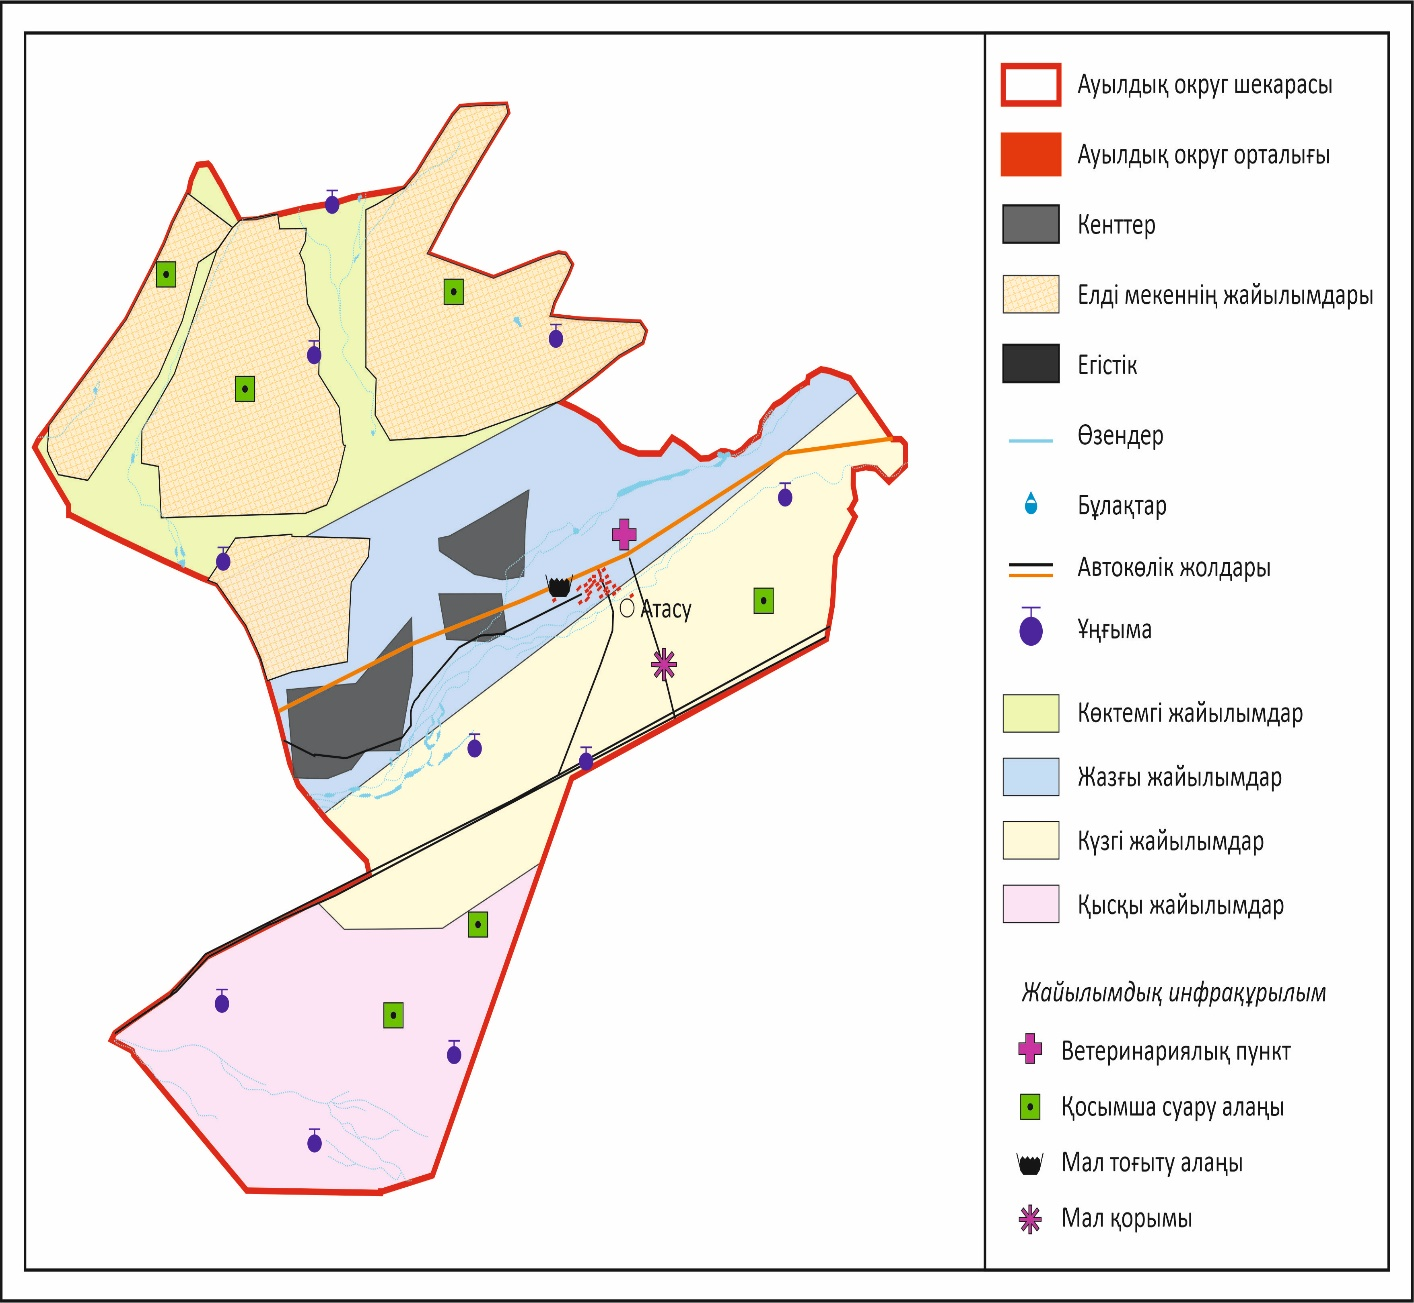 Атасу
Ауылдық округ шекарасы
Ауылдық округ орталығы
Кенттер
Елді мекеннің жайылымдары
Егістік
Өзендер
Бұлақтар
Автокөлік жолдары
Ұңғыма
Көктемгі жайылымдар
Жазғы жайылымдар
Күзгі жайылымдар
Қысқы жайылымдар
Жайылымдық инфрақұрылым
Ветеринариялық пункт
Қосымша суару алаңы
Мал тоғыту алаңы
Мал қорымы